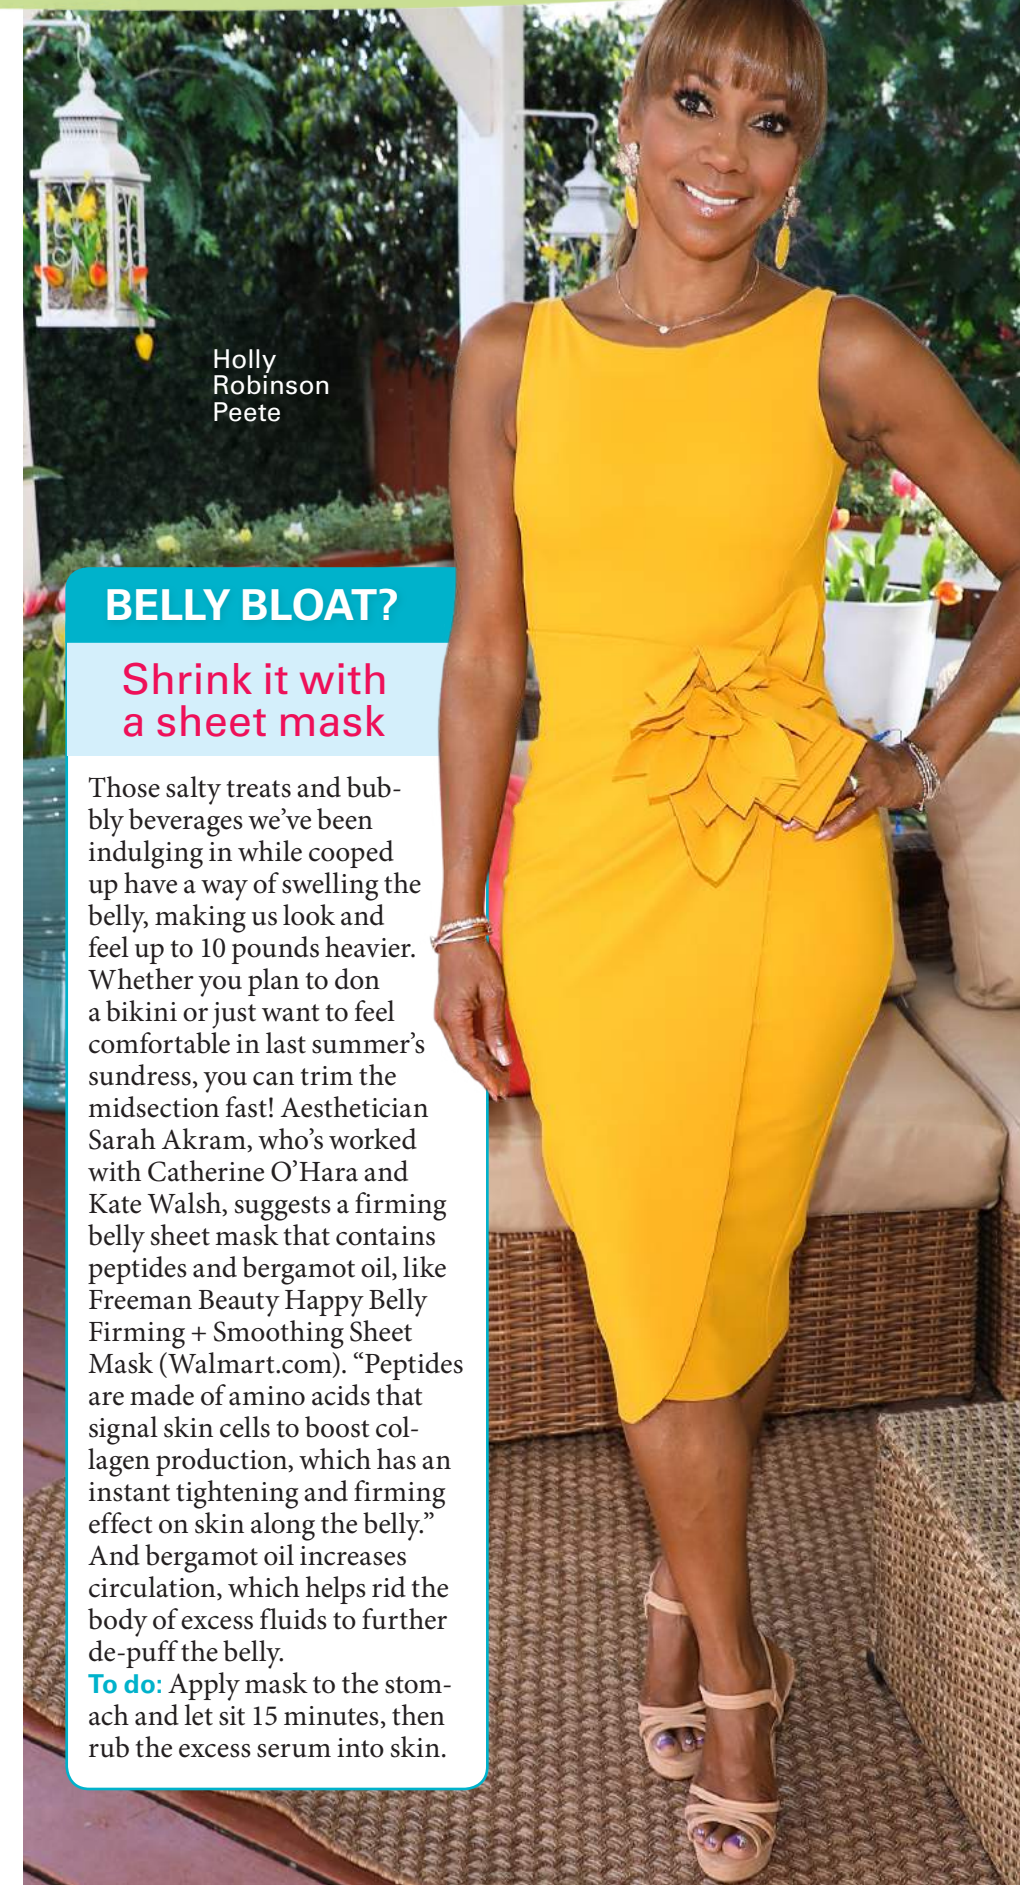 Holly
Robinson
Peete
BELLY BLOAT?
Shrink it with
a sheet mask
Those salty treats and bub-
bly beverages we’ve been
indulging in while cooped
up have a way of swelling the
belly, making us look and
feel up to 10 pounds heavier.
Whether you plan to don
a bikini or just want to feel
comfortable in last summer’s
sundress, you can trim the
midsection fast! Aesthetician
Sarah Akram, who’s worked
with Catherine O’Hara and
Kate Walsh, suggests a firming
belly sheet mask that contains
peptides and bergamot oil, like
Freeman Beauty Happy Belly
Firming + Smoothing Sheet
Mask (Walmart.com). “Peptides
are made of amino acids that
signal skin cells to boost col-
lagen production, which has an
instant tightening and firming
effect on skin along the belly.”
And bergamot oil increases
circulation, which helps rid the
body of excess fluids to further
de-puff the belly.
To do: Apply mask to the stom-
ach and let sit 15 minutes, then
rub the excess serum into skin.